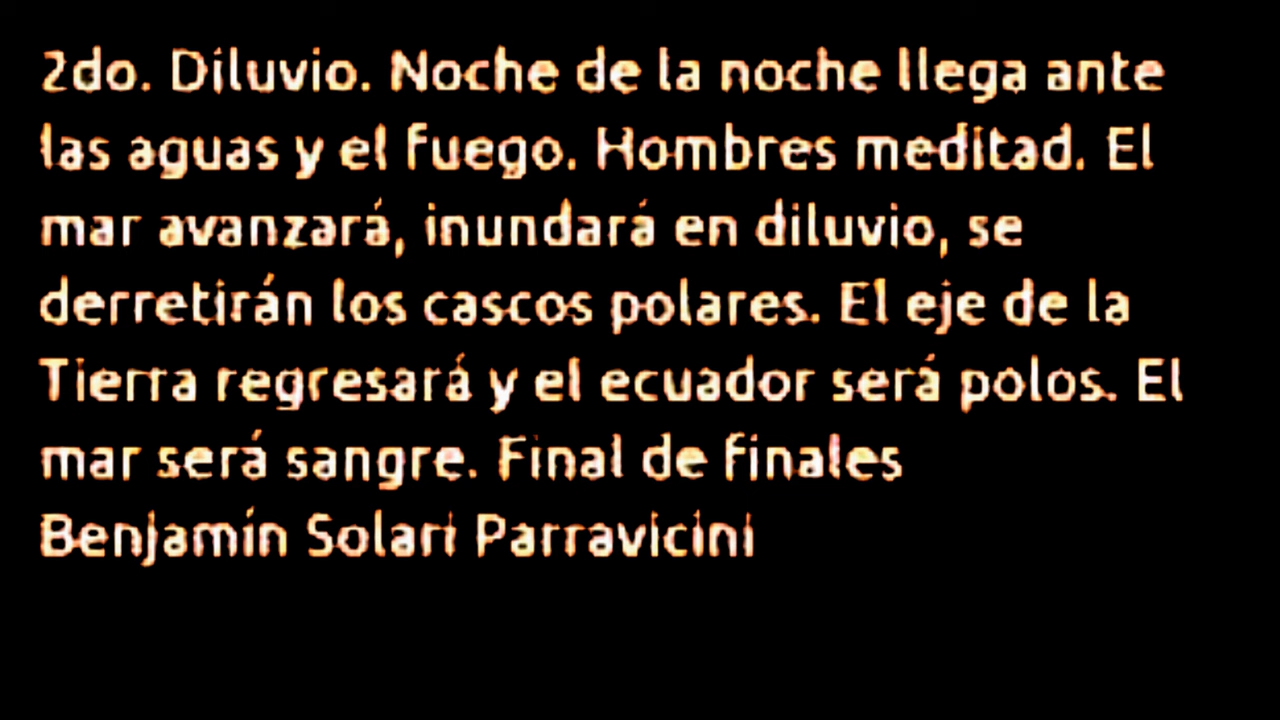 2do. Diluvio. Noche de la noche llega ante
las aguas y el fuego. Hombres meditad. El
mar avanzará, inundará en diluvio, se
derretirán los cascos polares. El eje de la
Tierra regresará y el ecuador será polos. El
mar será sangre. Final de finales
Benjamín Solari Parravicini